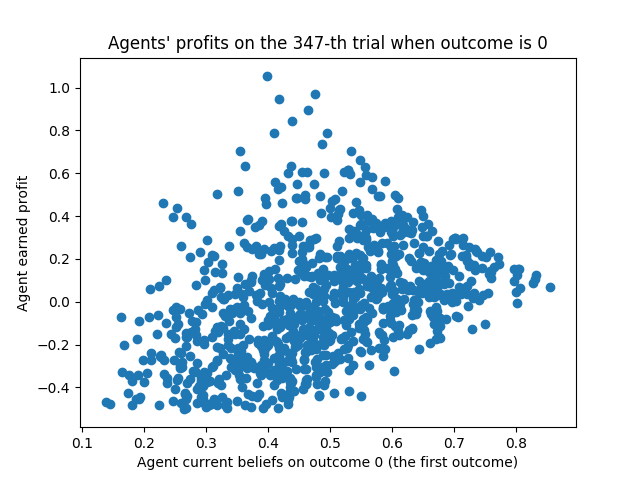 Agents' profits on the 347-th trial when outcome is 0
1.0
0.8
0.6
0.4
0.2
0.0
−0.2
−0.4
Agent earned profit
0.1 0.2 0.3 0.4 0.5 0.6 0.7 0.8
Agent current beliefs on outcome 0 (the first outcome)